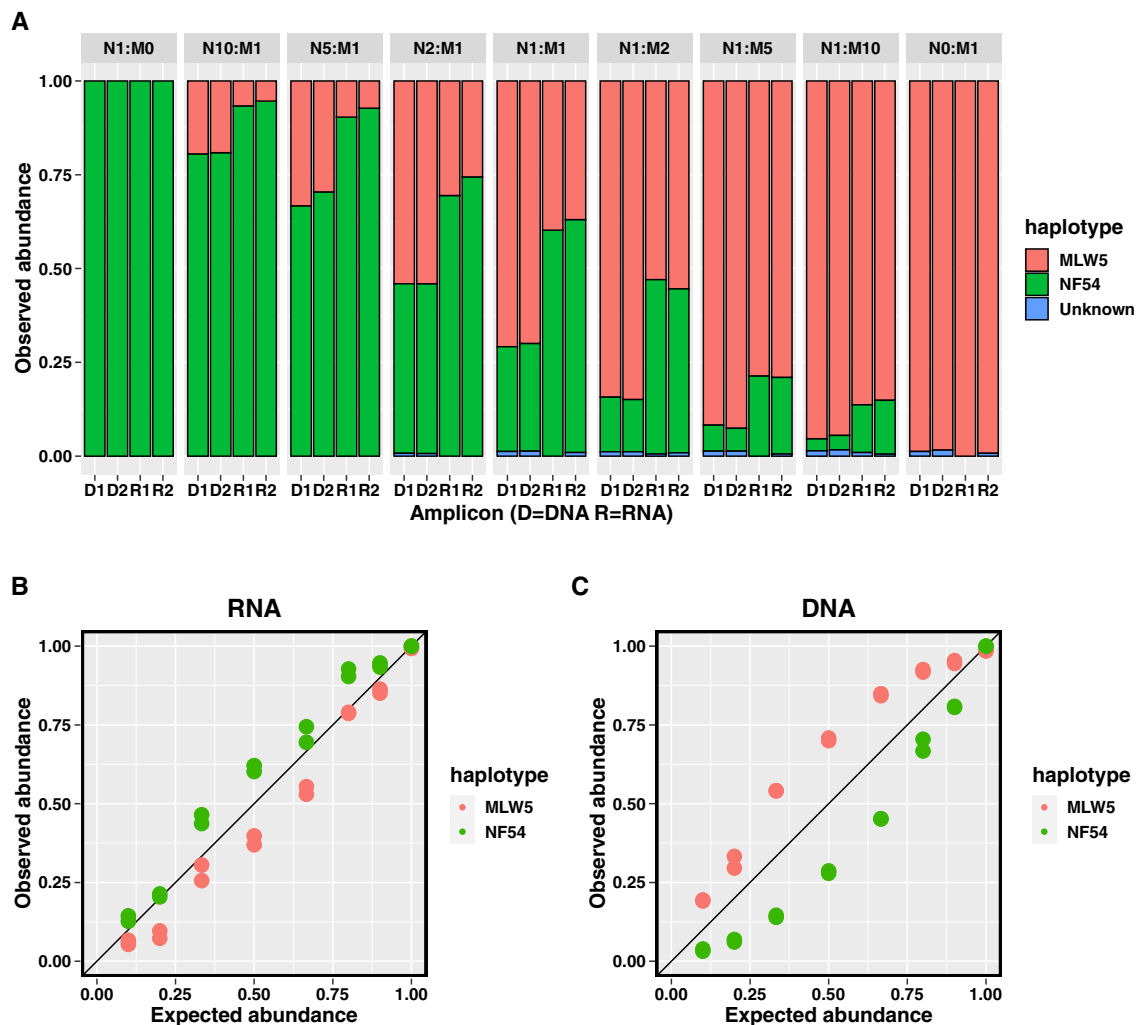 A
N1:M0 N10:M1 N5:M1 N2:M1 N1:M1 N1:M2 N1:M5 N1:M10 N0:M1
Observed abundance
1.00
0.75
0.50
0.25
0.00
D1D2R1R2 D1D2R1R2 D1D2R1R2 D1D2R1R2 D1D2R1R2 D1D2R1R2 D1D2R1R2 D1D2R1R2 D1D2R1R2
Amplicon (D=DNA R=RNA)
haplotype
MLW5
NF54
Unknown
B
RNA
Observed abundance
1.00
0.75
0.50
0.25
0.00
0.00 0.25 0.50 0.75 1.00
Expected abundance
haplotype
MLW5
NF54
C
DNA
Observed abundance
1.00
0.75
0.50
0.25
0.00
0.00 0.25 0.50 0.75 1.00
Expected abundance
haplotype
MLW5
NF54